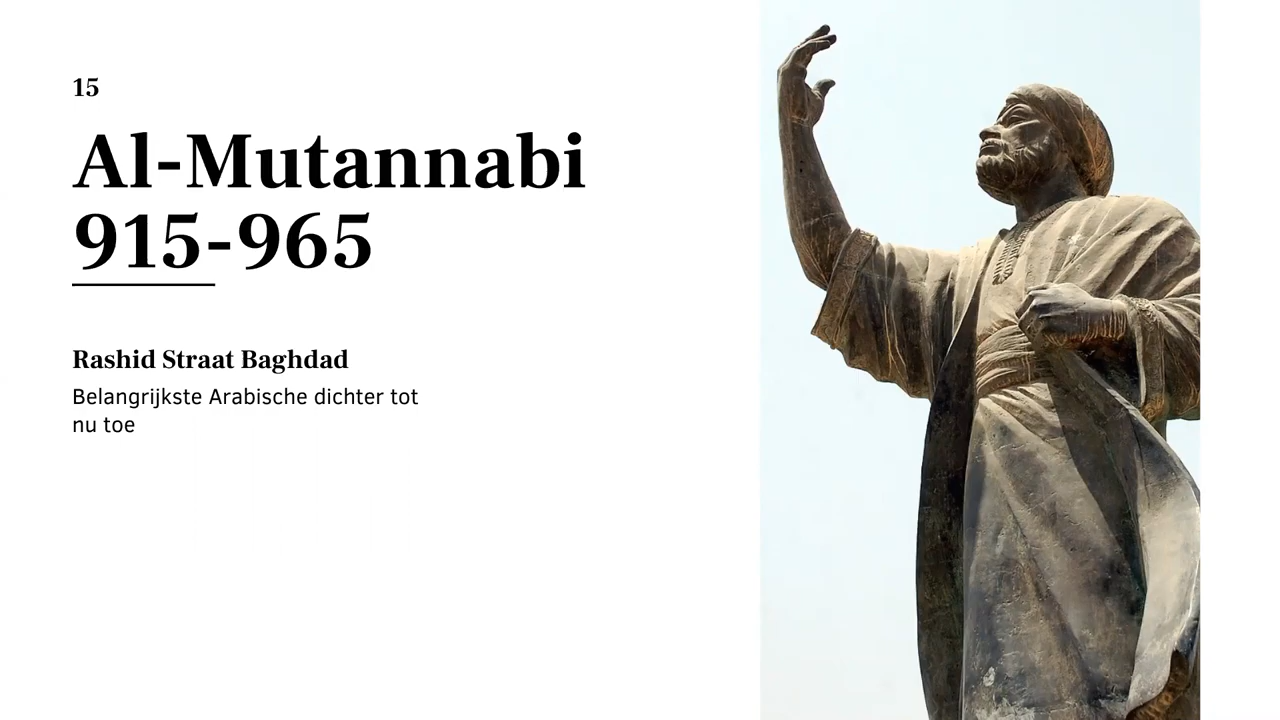 15
Al-Mutannabi
915-965
Rashid Straat Baghdad
Belangrijkste Arabische dichter tot
nu toe